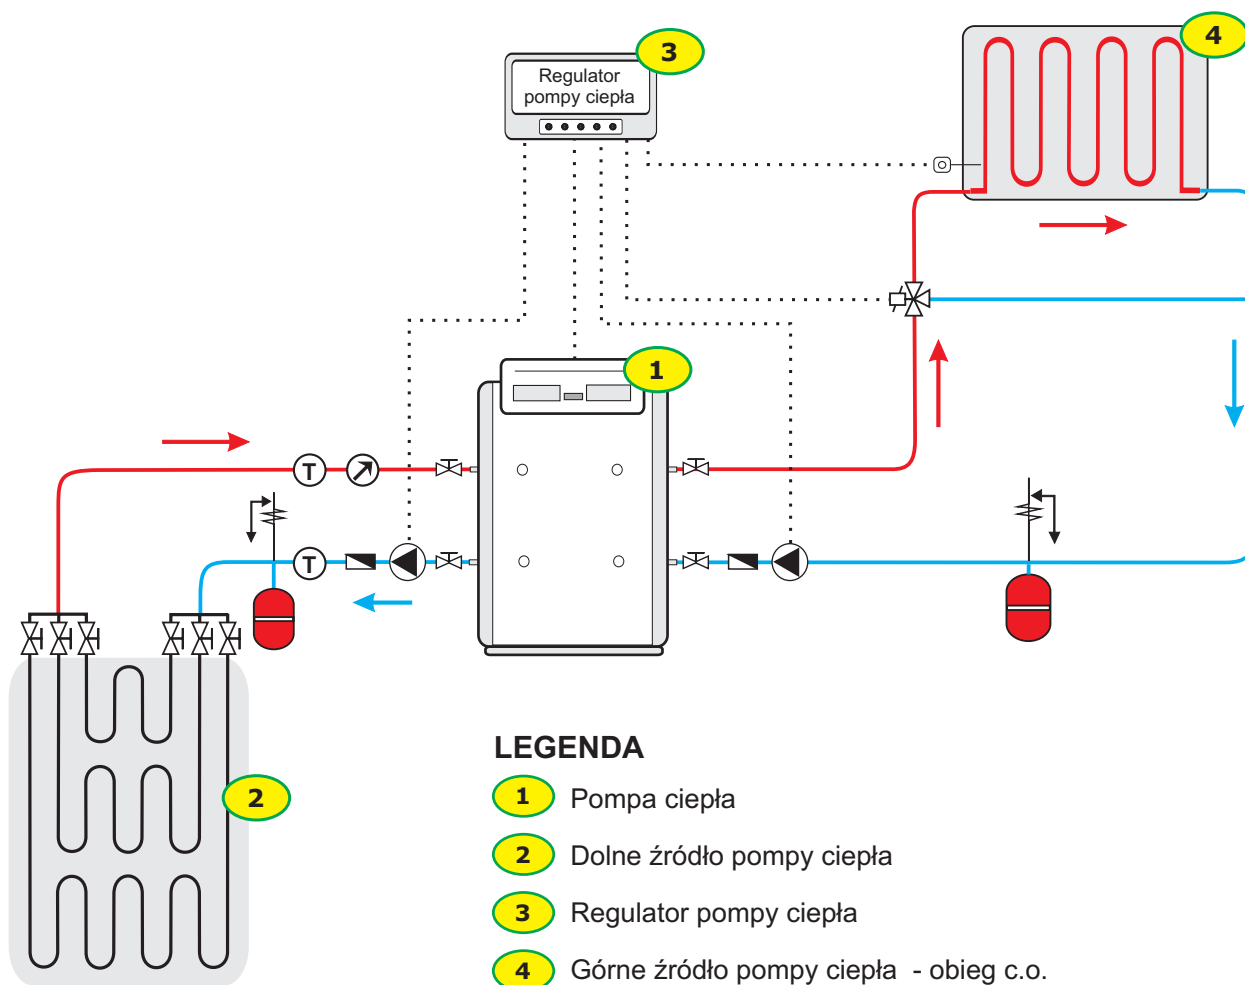 3
4
Regulator
pompy ciepła
1
T
T
2
LEGENDA
1 Pompa ciepła
2 Dolne źródło pompy ciepła
3 Regulator pompy ciepła
4 Górne źródło pompy ciepła - obieg c.o.